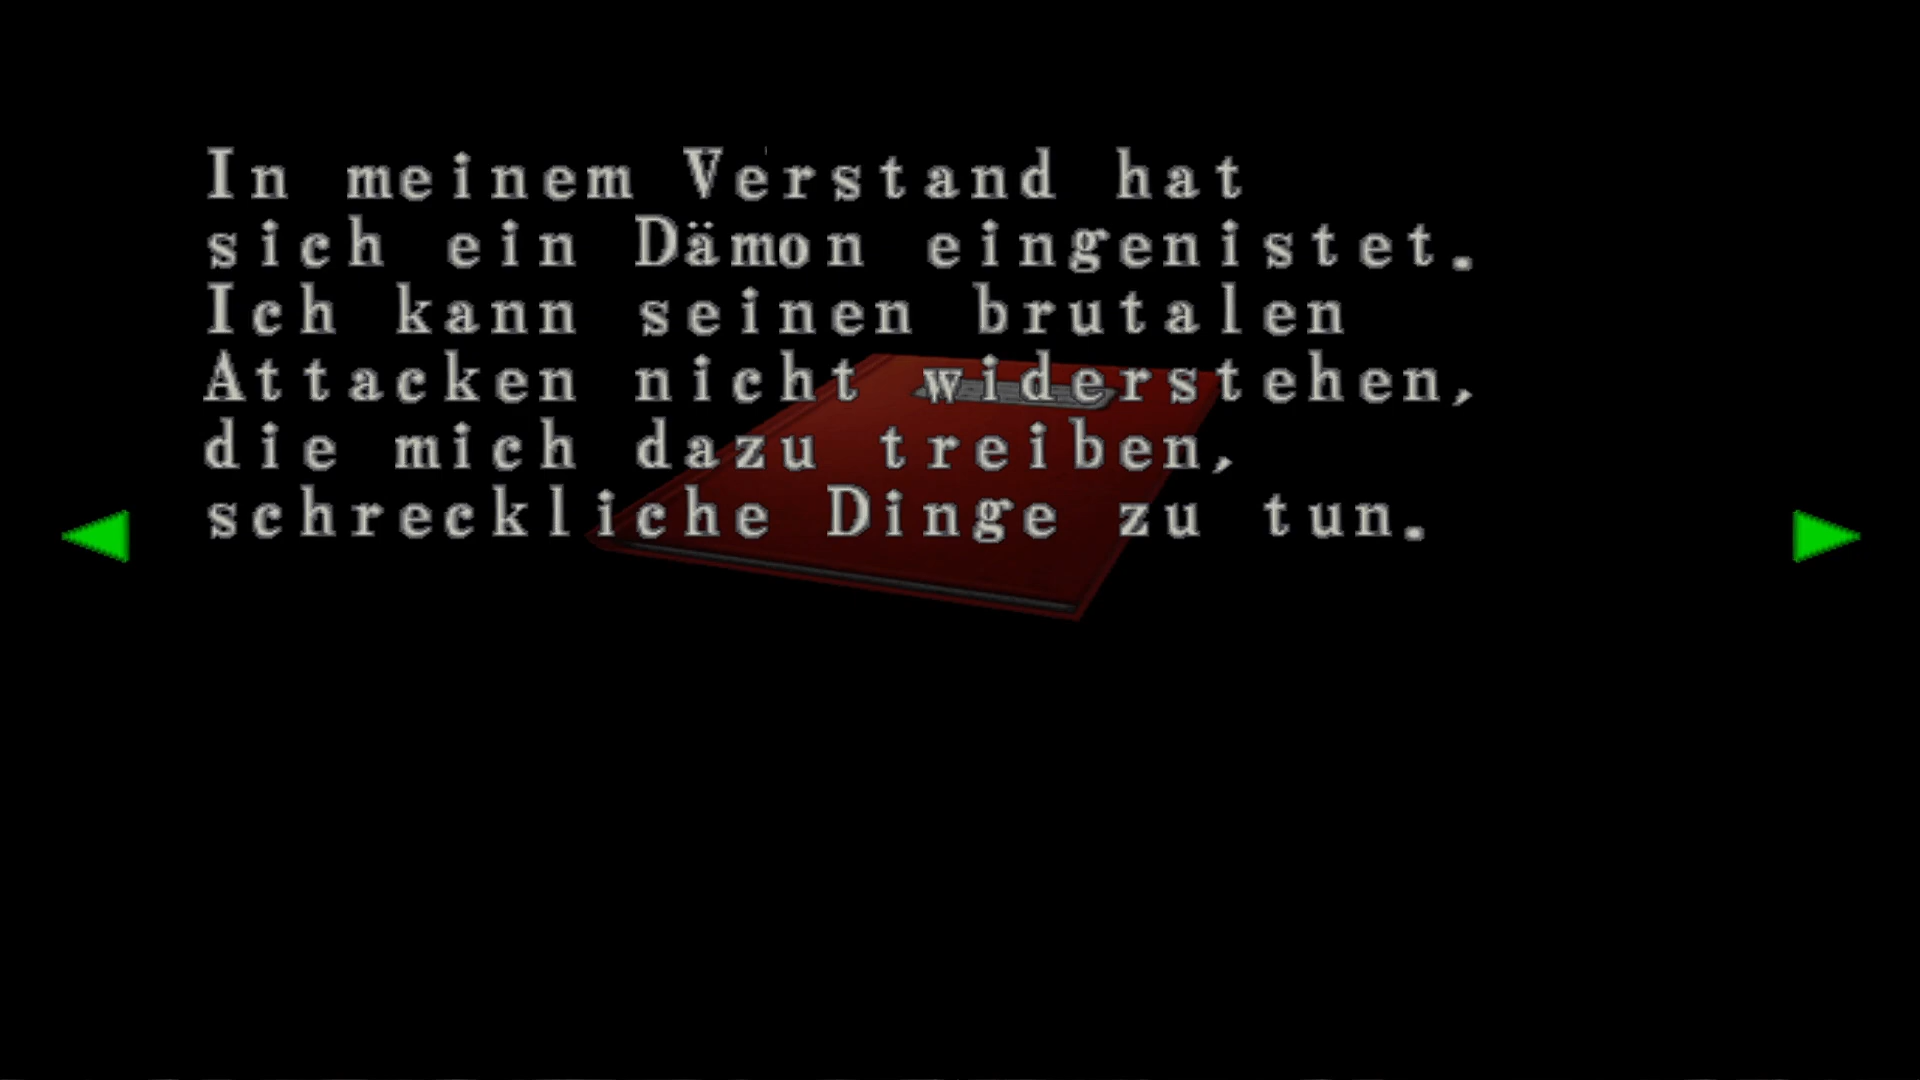 In meinem Verstand hat
sich ein Dämon eingenistet.
Ich kann seinen brutalen
Attacken nicht widerstehen,
die mich dazu treiben,
schreckliche Dinge zu tun.